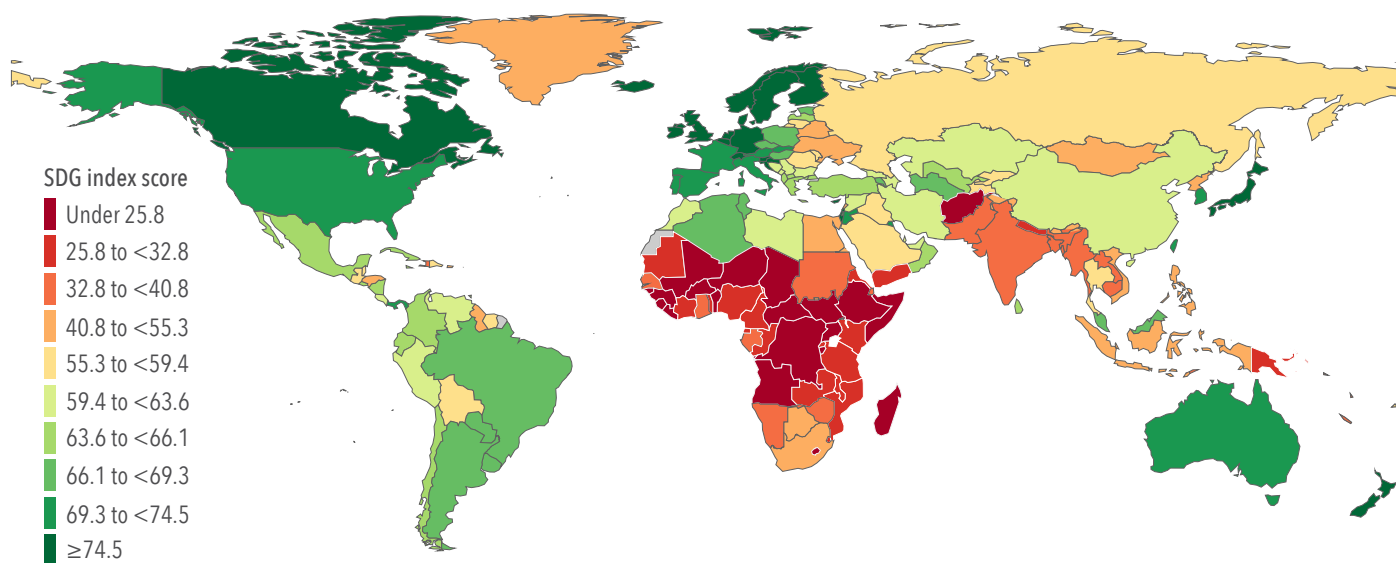 SDG index score
Under 25.8
25.8 to <32.8
32.8 to <40.8
40.8 to <55.3
55.3 to <59.4
59.4 to <63.6
63.6 to <66.1
66.1 to <69.3
69.3 to <74.5
≥74.5